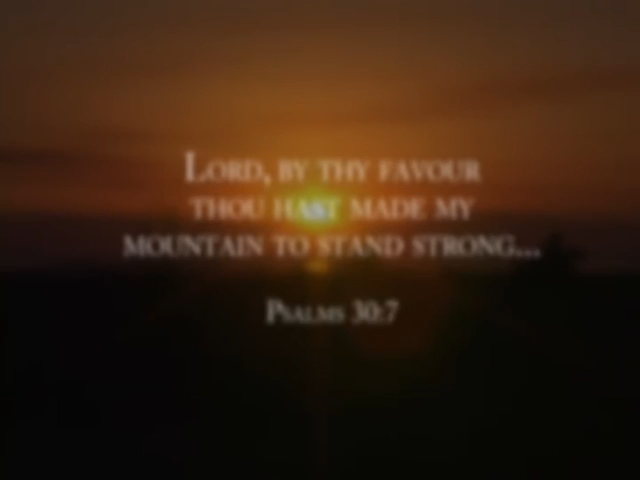 Lord, by thy favour
thou hast made my
mountain to stand strong...
Psalms 30:7